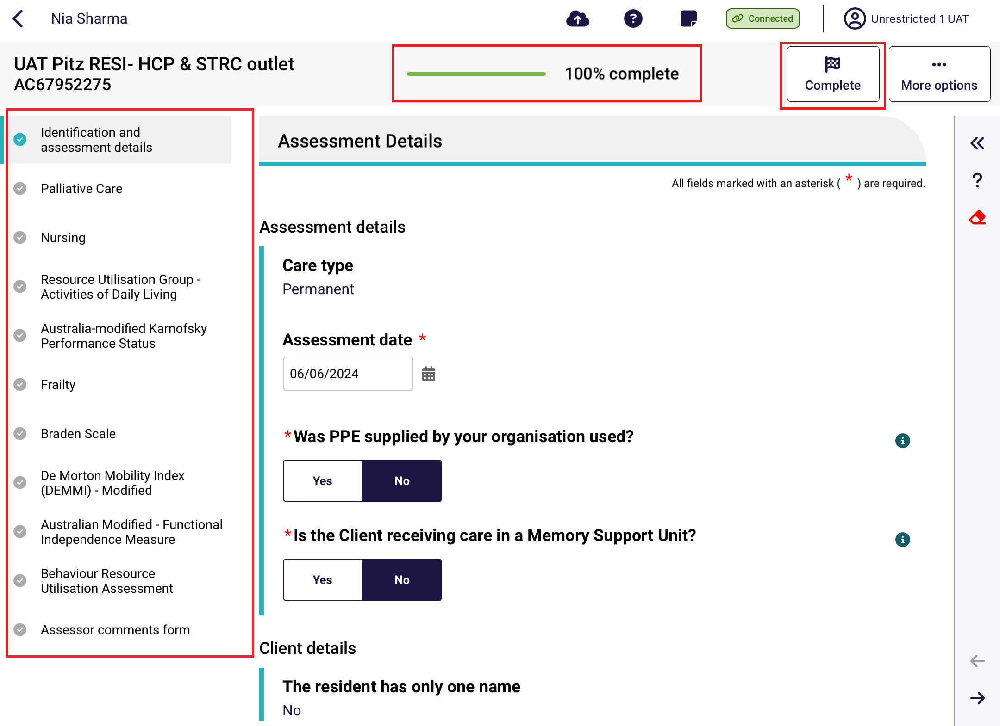 Nia Sharma
Connected
Unrestricted 1 UAT
UAT Pitz RESI- HCP & STRC outlet
AC67952275
100% complete
Complete
More options
Identification and
assessment details
Palliative Care
Nursing
Resource Utilisation Group -
Activities of Daily Living
Australia-modified Karnofsky
Performance Status
Frailty
Braden Scale
De Morton Mobility Index
(DEMMI) - Modified
Australian Modified - Functional
Independence Measure
Behaviour Resource
Utilisation Assessment
Assessor comments form
Assessment Details
All fields marked with an asterisk ( * ) are required.
Assessment details
Care type
Permanent
Assessment date *
06/06/2024
*Was PPE supplied by your organisation used?
Yes No
*Is the Client receiving care in a Memory Support Unit?
Yes No
Client details
The resident has only one name
No